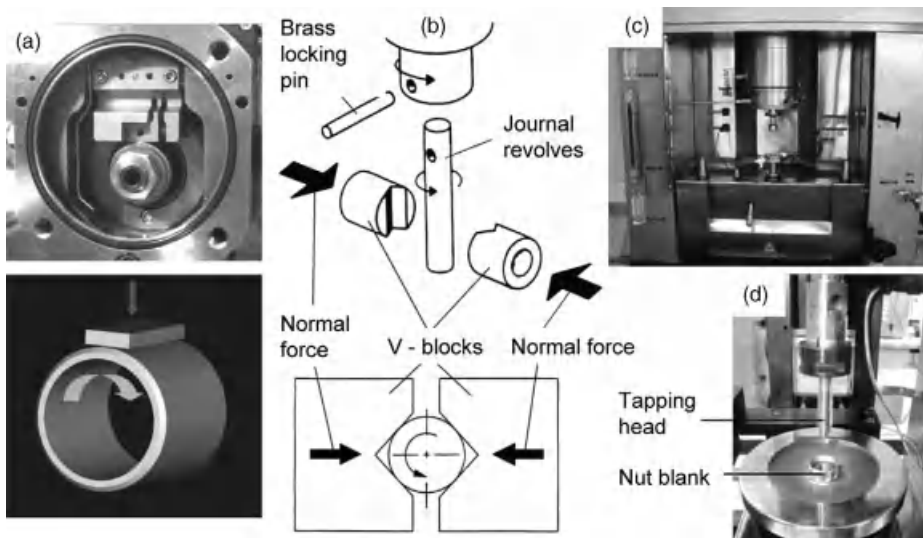 (a)
Brass
locking
pin
(b)
Journal
revolves
Normal
force
V - blocks
Normal force
(c)
(d)
Tapping
head
Nut blank